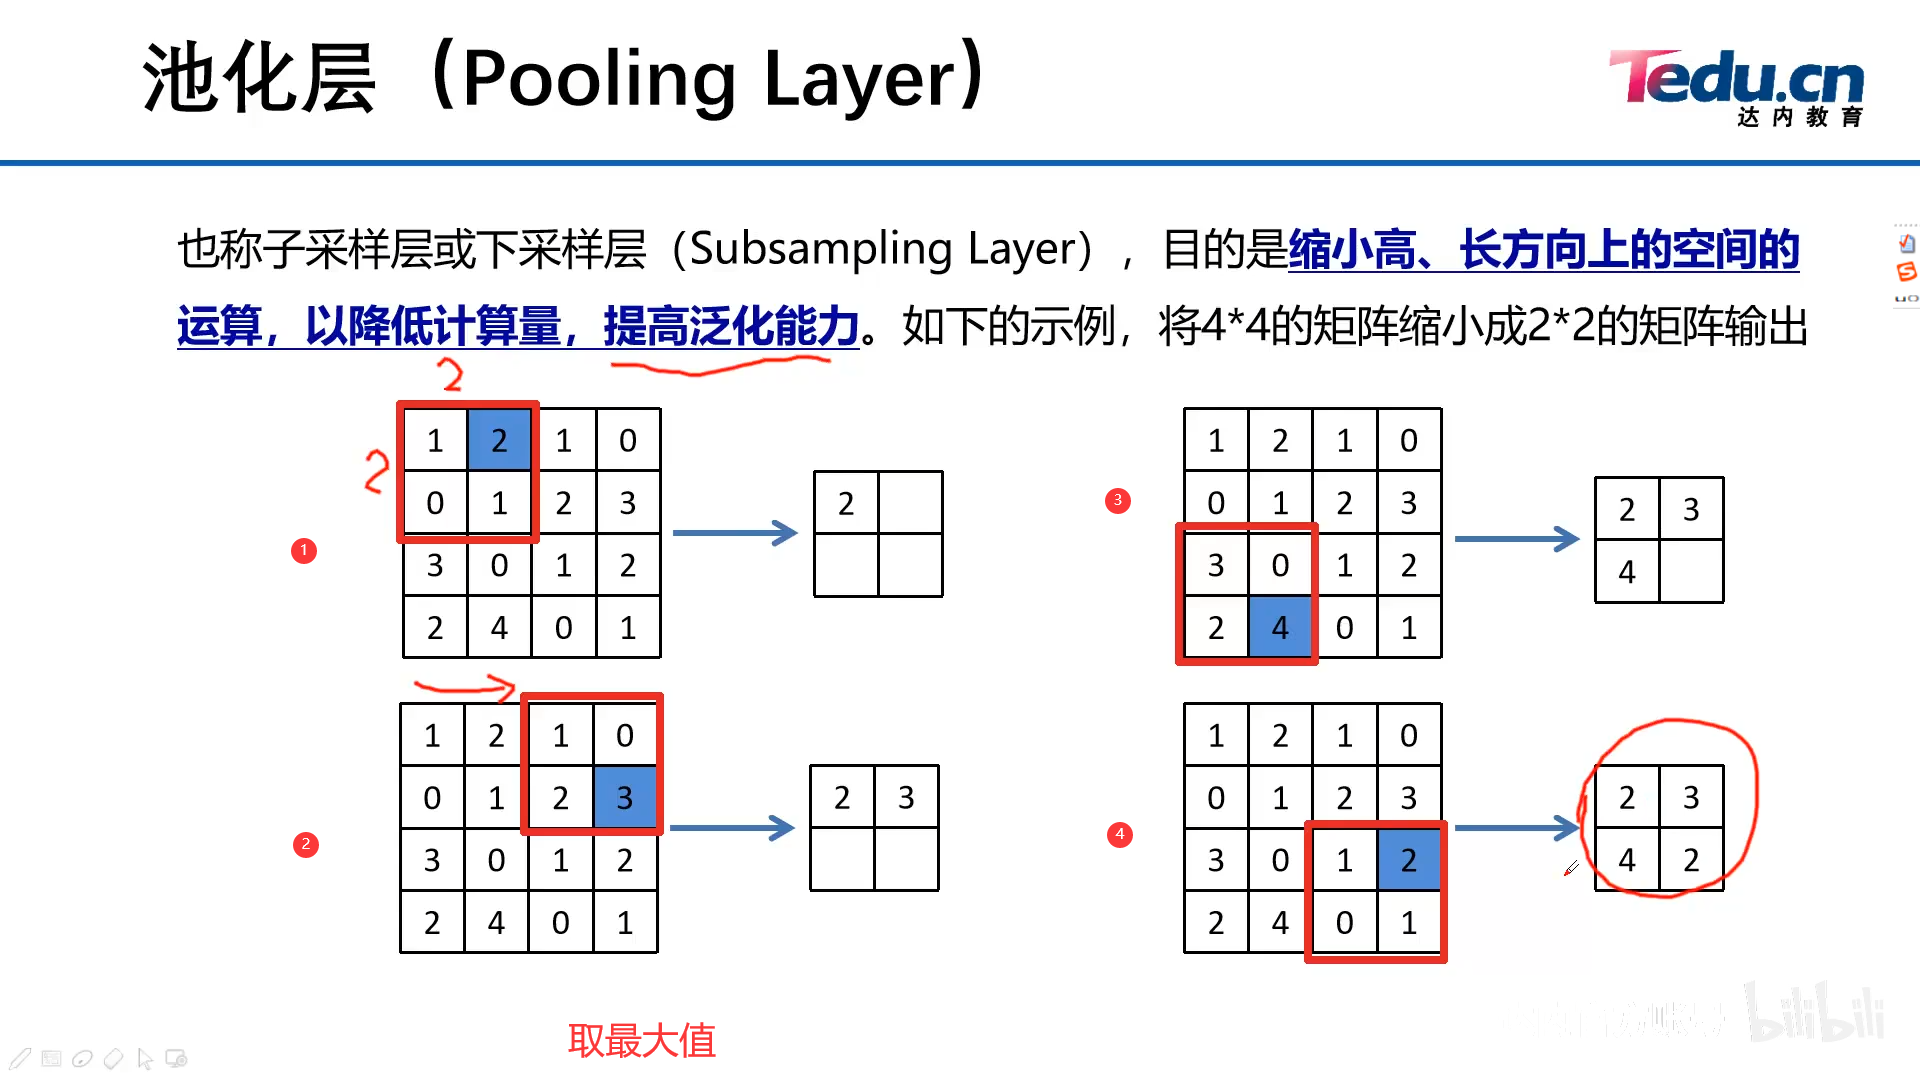 池化层（Pooling Layer）
Tedu.cn
达内教育
也称子采样层或下采样层（Subsampling Layer），目的是缩小高、长方向上的空间的
运算，以降低计算量，提高泛化能力。如下的示例，将4*4的矩阵缩小成2*2的矩阵输出
2
2
1
1 2 1 0
0 1 2 3
3 0 1 2
2 4 0 1
2
3
1 2 1 0
0 1 2 3
3 0 1 2
2 4 0 1
2 3
4
2
1 2 1 0
0 1 2 3
3 0 1 2
2 4 0 1
2 3
4
1 2 1 0
0 1 2 3
3 0 1 2
2 4 0 1
2 3
4 2
取最大值
bilibili